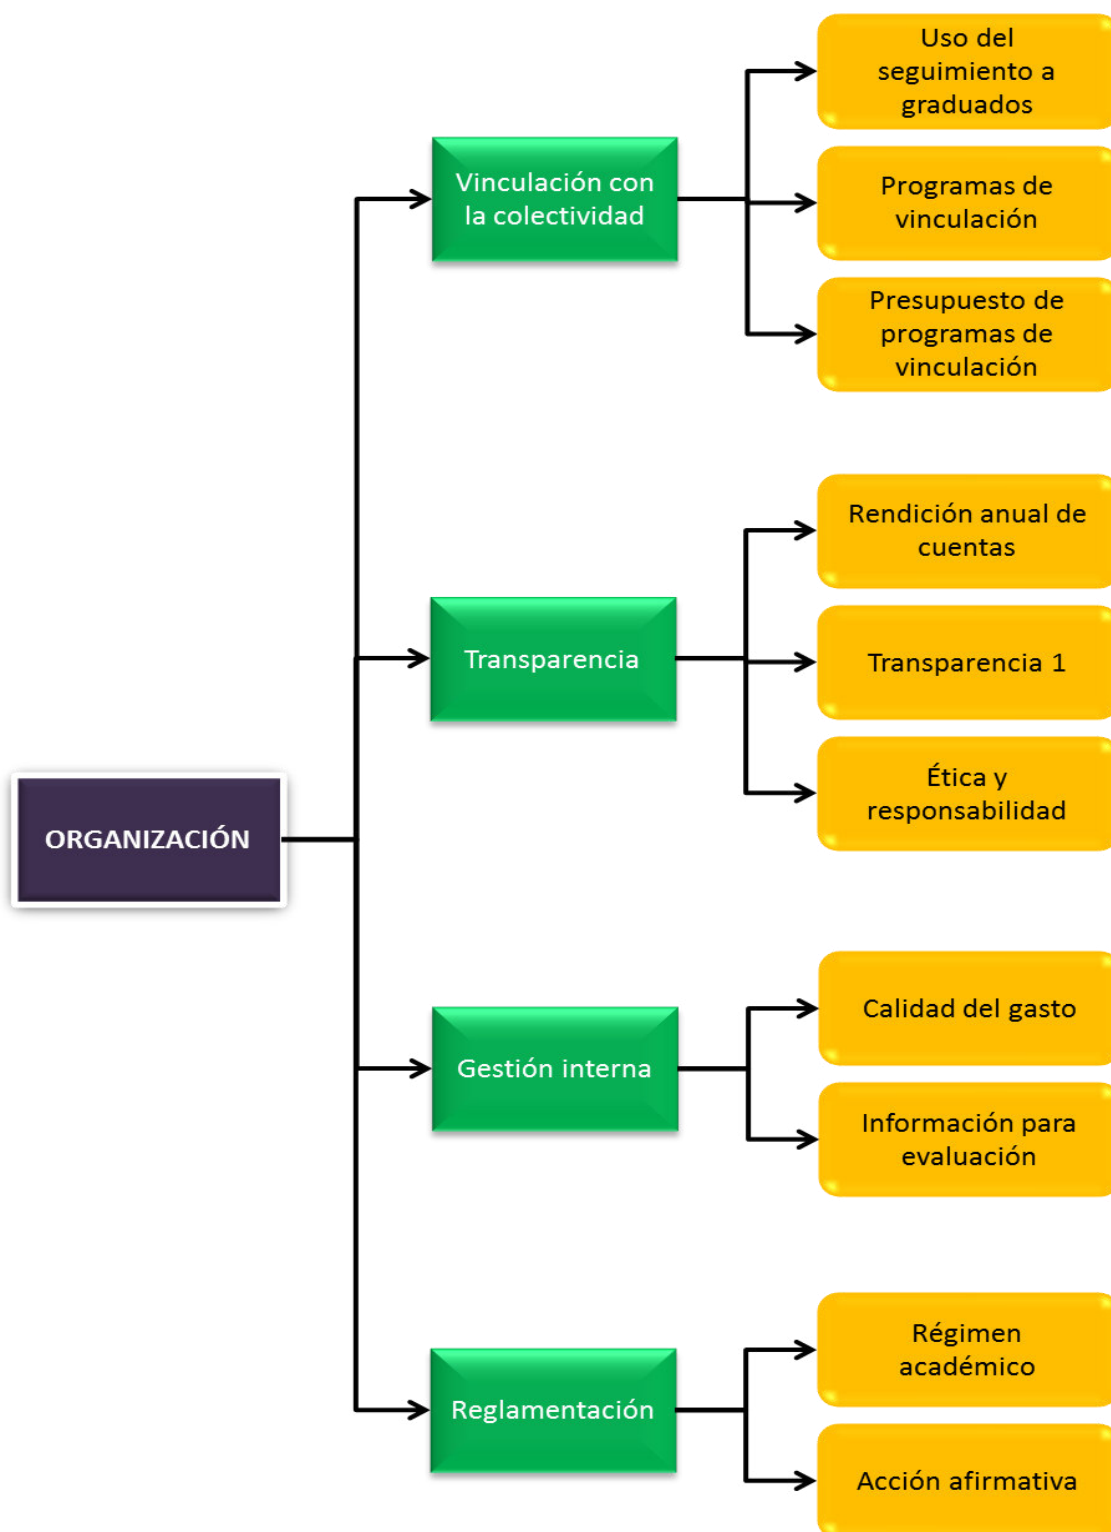 Uso del
seguimiento a
graduados
Vinculación con
la colectividad
Programas de
vinculación
Presupuesto de
programas de
vinculación
Rendición anual de
cuentas
Transparencia
Transparencia 1
Ética y
responsabilidad
ORGANIZACIÓN
Calidad del gasto
Gestión interna
Información para
evaluación
Régimen
académico
Reglamentación
Acción afirmativa